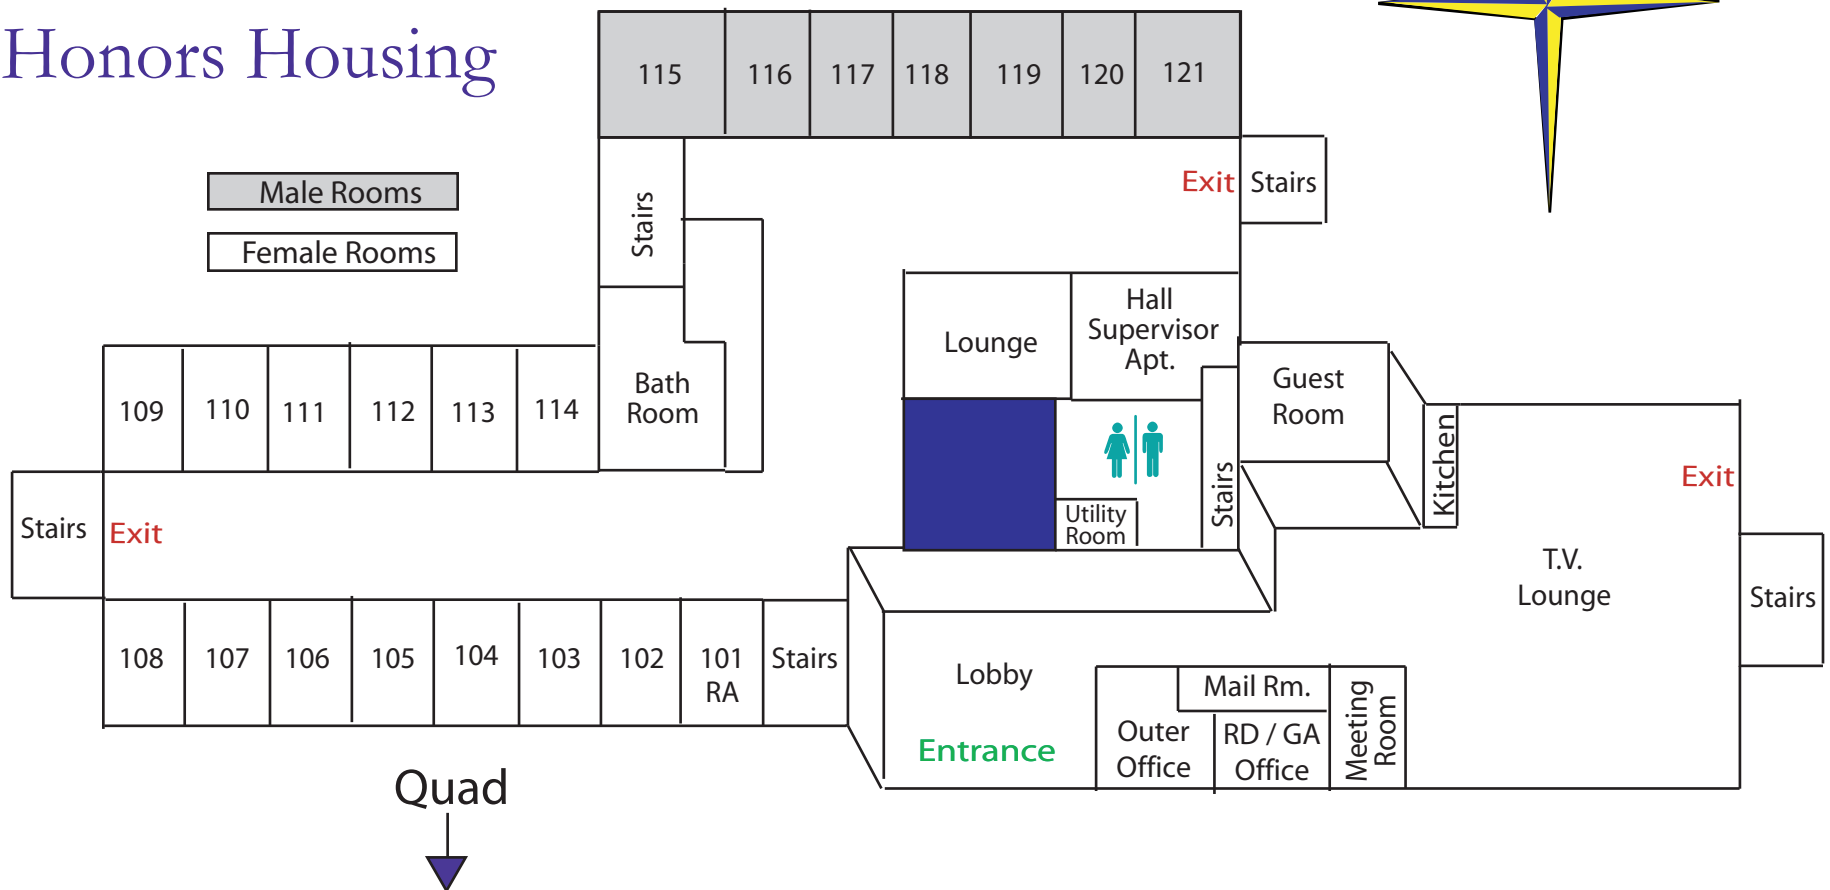 Honors Housing
115
116
117
118
119
120
121
Male Rooms
Female Rooms
Stairs
Exit
Stairs
Lounge
Hall
Supervisor
Apt.
Guest
Room
Bath
Room
109
110
111
112
113
114
Kitchen
Stairs
Exit
Stairs
Exit
Utility
Room
T.V.
Lounge
Stairs
108
107
106
105
104
103
102
101
RA
Stairs
Lobby
Entrance
Mail Rm.
Outer
Office
RD / GA
Office
Meeting
Room
Quad